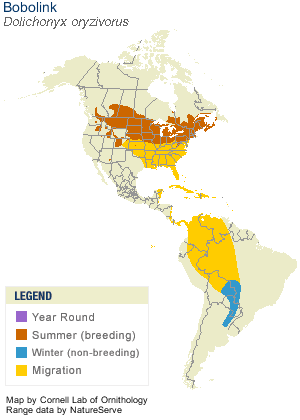 Bobolink
Dolichonyx oryzivorus
LEGEND
Year Round
Summer (breeding)
Winter (non-breeding)
Migration
Map by Cornell Lab of Ornithology
Range data by NatureServe